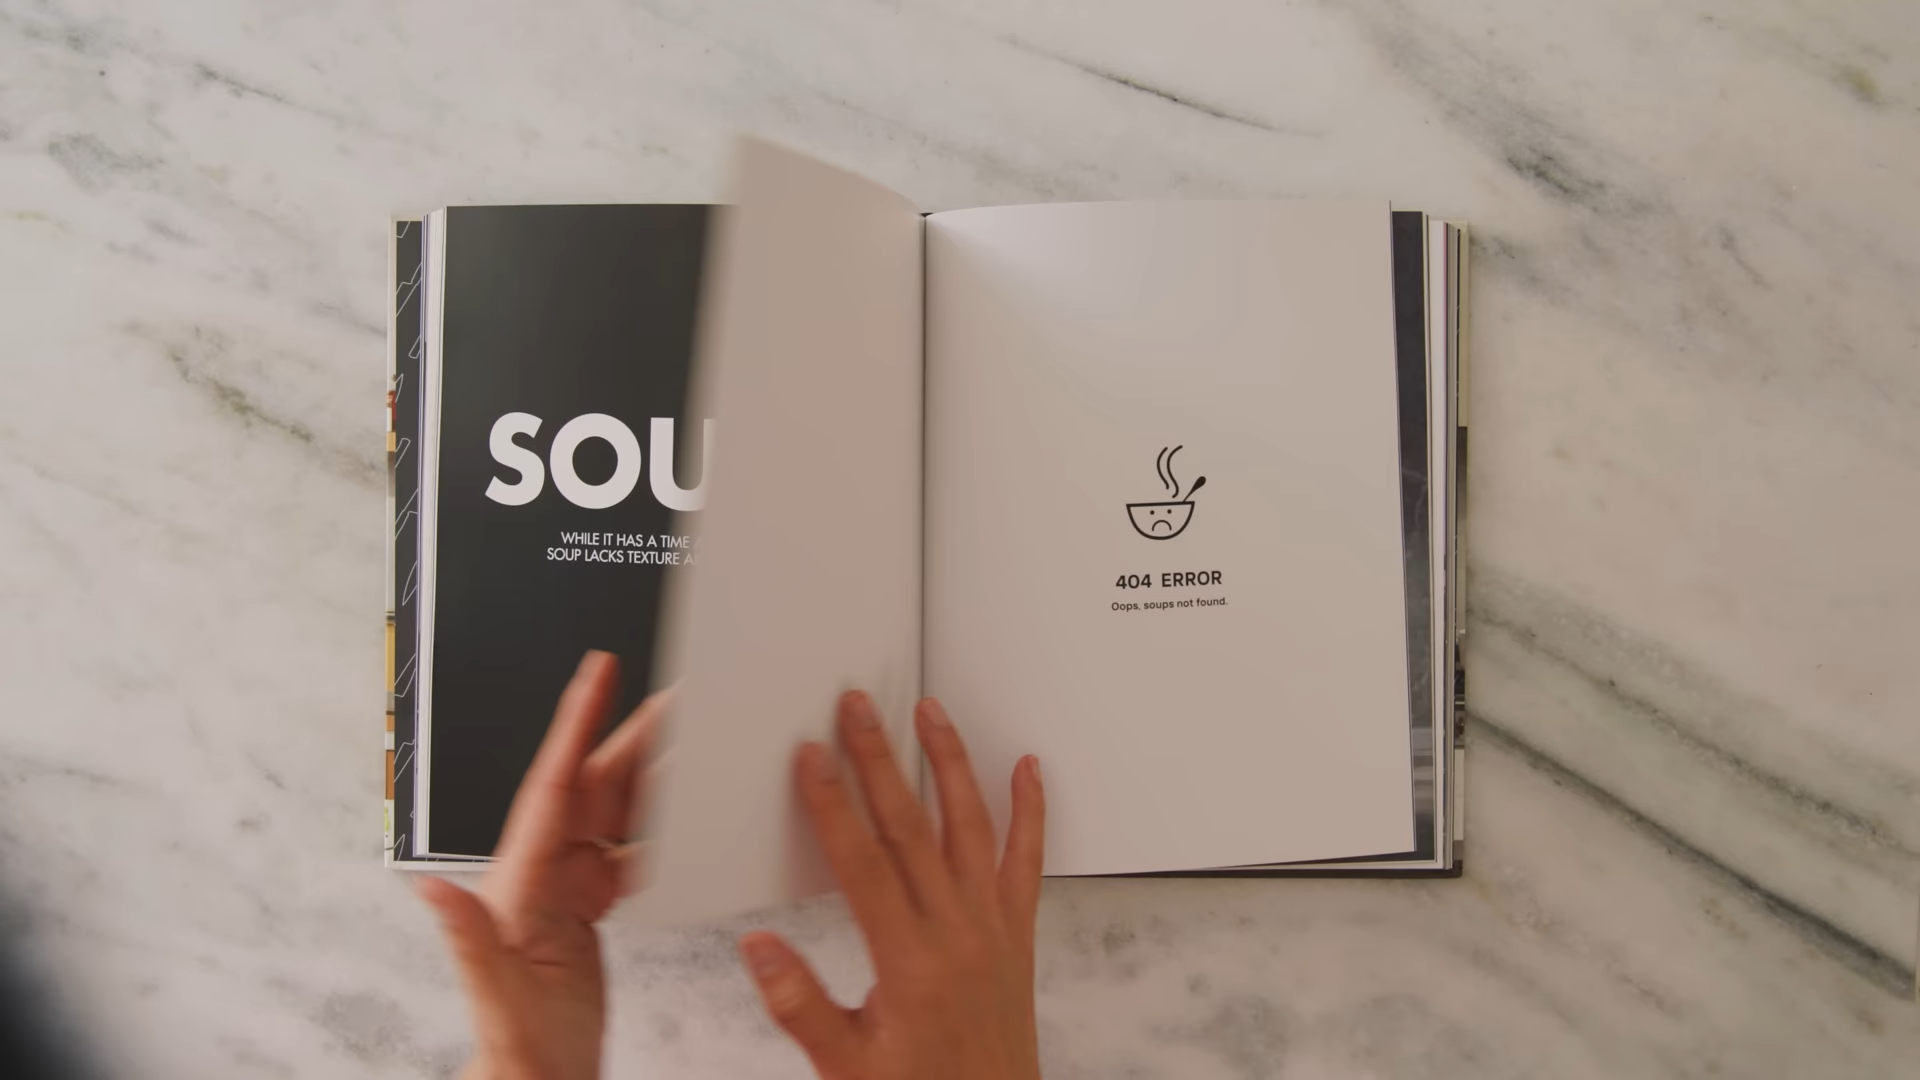 SOU
WHILE IT HAS A TIME
SOUP LACKS TEXTURE
404 ERROR
Oops, soups not found.